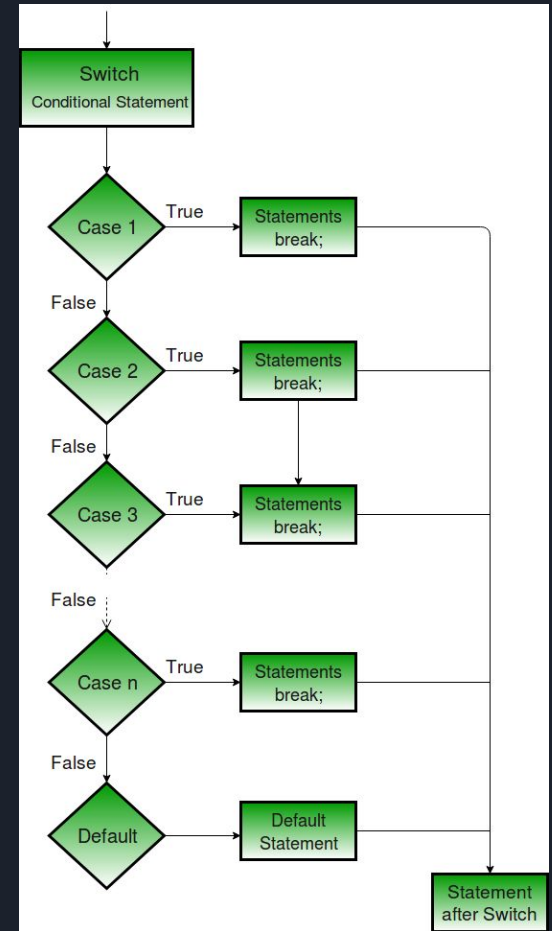 Switch
Conditional Statement
Case 1
True
Statements
break;
False
Case 2
True
Statements
break;
False
Case 3
True
Statements
break;
False
Case n
True
Statements
break;
False
Default
Default
Statement
Statement
after Switch